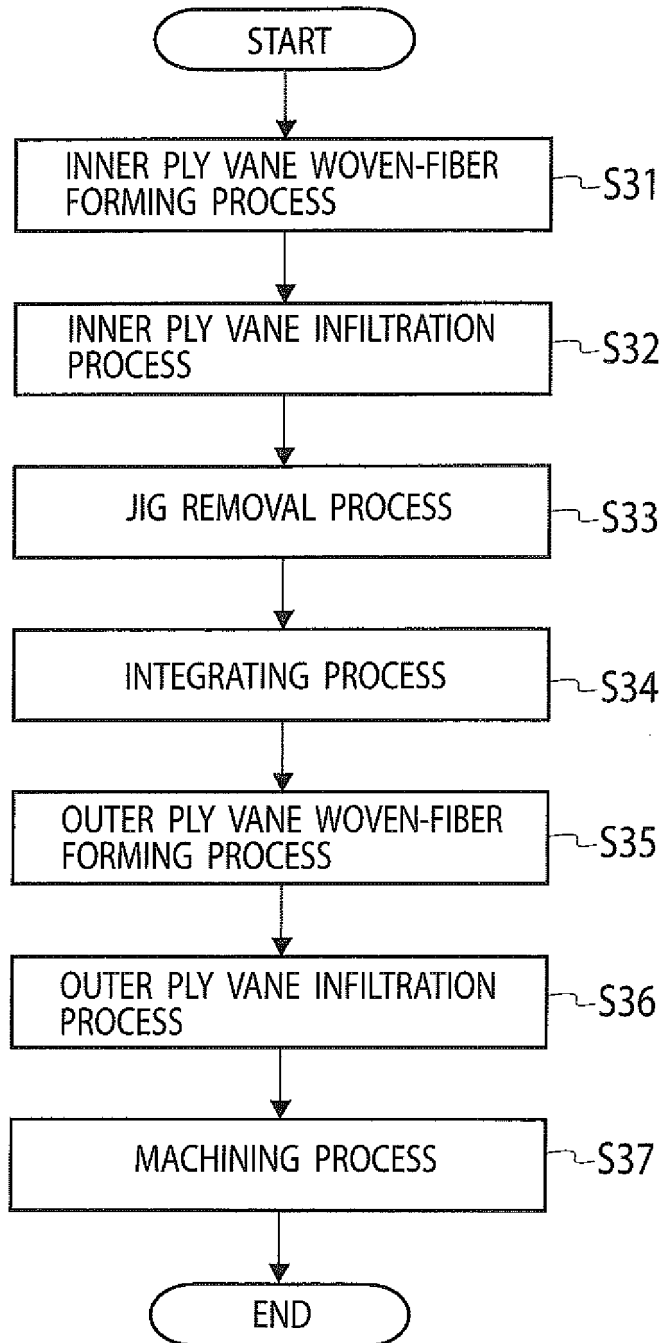 START
INNER PLY VANE WOVEN-FIBER
FORMING PROCESS
S31
INNER PLY VANE INFILTRATION
PROCESS
S32
JIG REMOVAL PROCESS
S33
INTEGRATING PROCESS
S34
OUTER PLY VANE WOVEN-FIBER
FORMING PROCESS
S35
OUTER PLY VANE INFILTRATION
PROCESS
S36
MACHINING PROCESS
S37
END